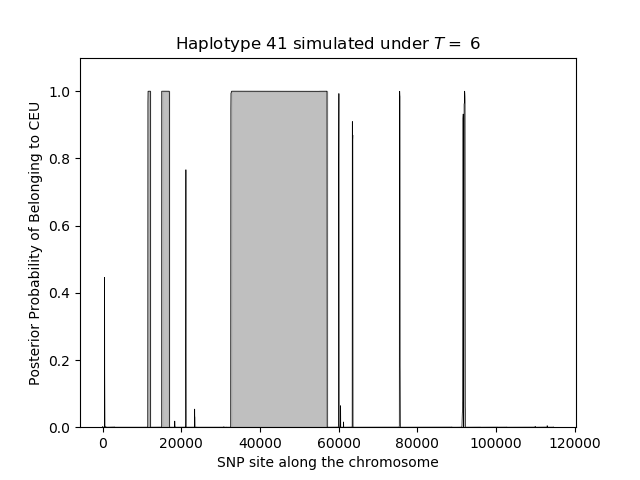 Haplotype 41 simulated under T = 6
Posterior Probability of Belonging to CEU
1.0
0.8
0.6
0.4
0.2
0.0
0 20000 40000 60000 80000 100000 120000
SNP site along the chromosome